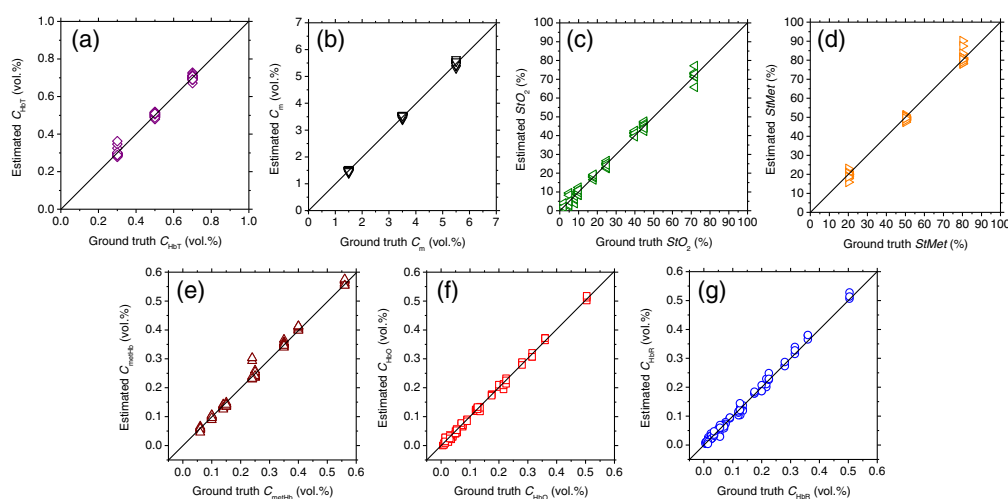 (a)
Estimated C_HbT (vol.%)
1.0
0.8
0.6
0.4
0.2
0.0
0.0 0.2 0.4 0.6 0.8 1.0
Ground truth C_HbT (vol.%)
(b)
Estimated C_m (vol.%)
7
6
5
4
3
2
1
0
0 1 2 3 4 5 6 7
Ground truth C_m (vol.%)
(c)
Estimated StO₂ (%)
100
90
80
70
60
50
40
30
20
10
0
0 10 20 30 40 50 60 70 80 90 100
Ground truth StO₂ (%)
(d)
Estimated StMet (%)
100
90
80
70
60
50
40
30
20
10
0
0 10 20 30 40 50 60 70 80 90 100
Ground truth StMet (%)
(e)
Estimated C_metHb (vol.%)
0.6
0.5
0.4
0.3
0.2
0.1
0.0
0.0 0.1 0.2 0.3 0.4 0.5 0.6
Ground truth C_metHb (vol.%)
(f)
Estimated C_HbO (vol.%)
0.6
0.5
0.4
0.3
0.2
0.1
0.0
0.0 0.1 0.2 0.3 0.4 0.5 0.6
Ground truth C_HbO (vol.%)
(g)
Estimated C_HbR (vol.%)
0.6
0.5
0.4
0.3
0.2
0.1
0.0
0.0 0.1 0.2 0.3 0.4 0.5 0.6
Ground truth C_HbR (vol.%)